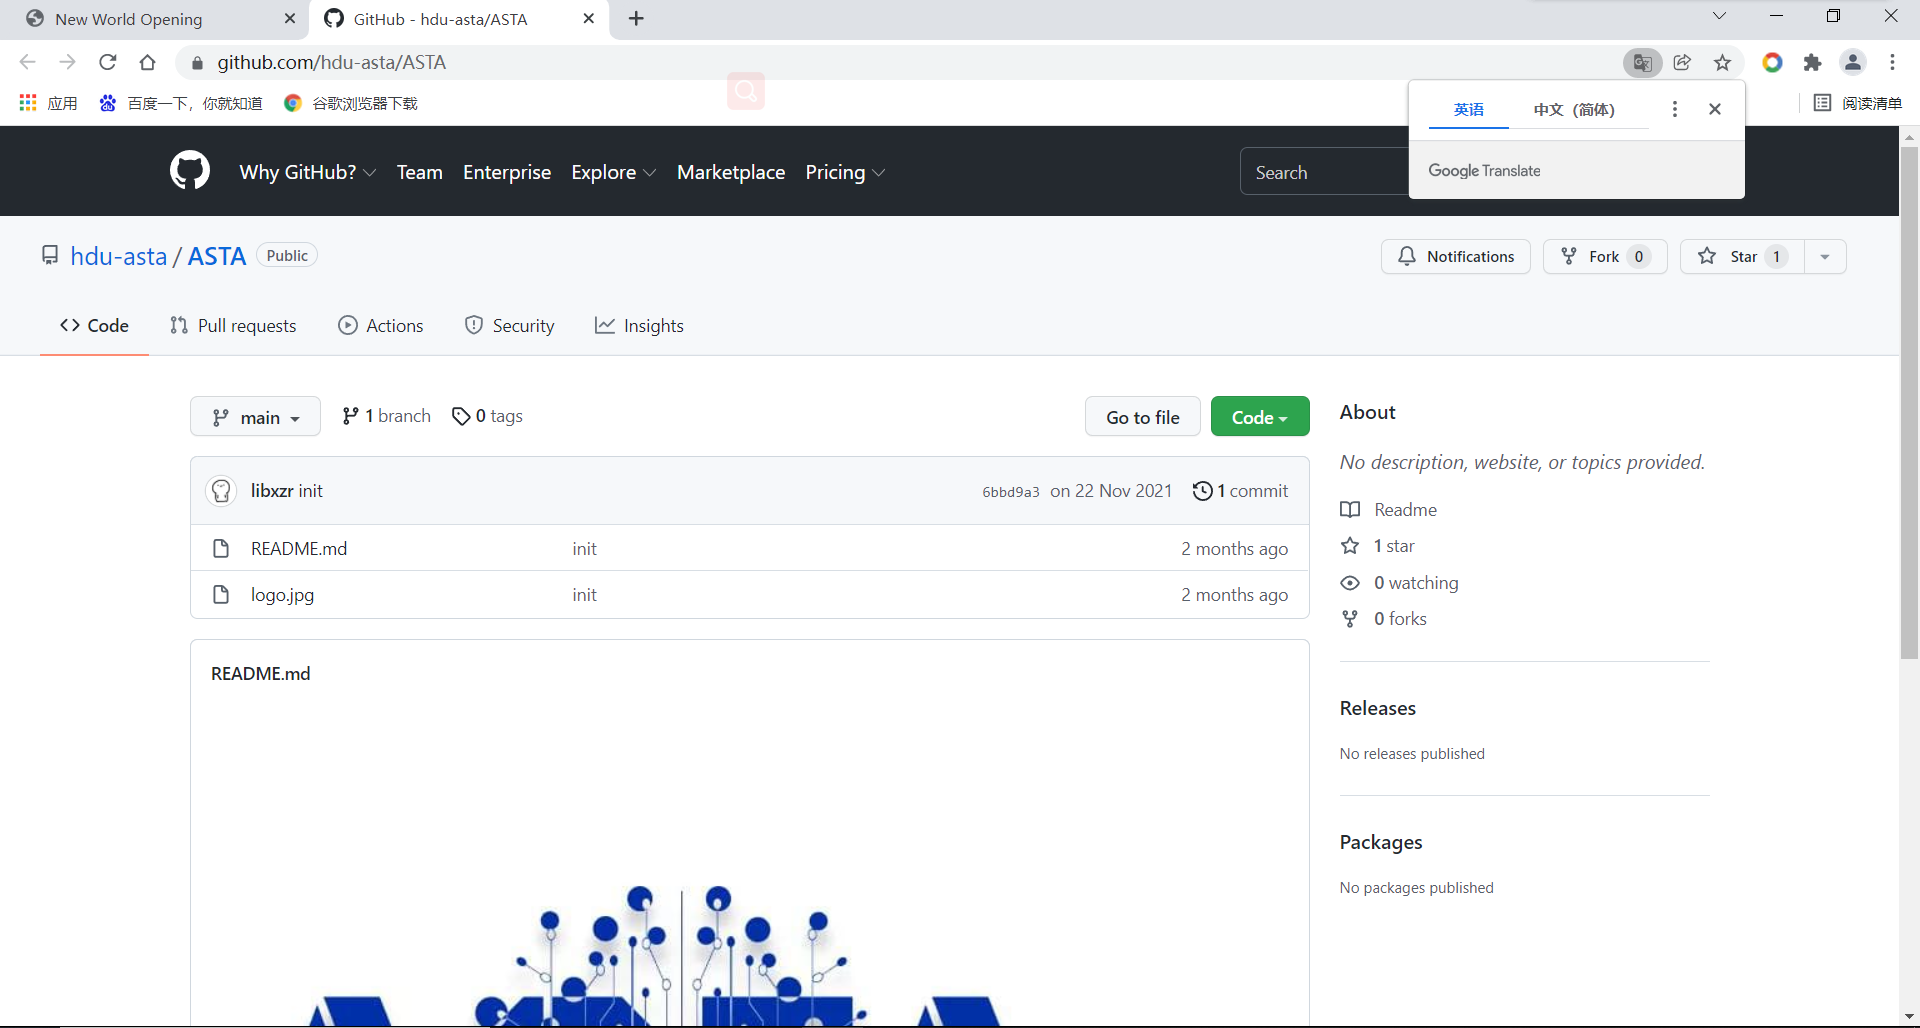 New World Opening
GitHub - hdu-asta/ASTA
github.com/hdu-asta/ASTA
应用 百度一下，你就知道 谷歌浏览器下载 阅读清单
英语 中文（简体）
Google Translate
Why GitHub? Team Enterprise Explore Marketplace Pricing Search
hdu-asta / ASTA Public Notifications Fork 0 Star 1
Code Pull requests Actions Security Insights
main 1 branch 0 tags Go to file Code
libxzr init 6bbd9a3 on 22 Nov 2021 1 commit
README.md init 2 months ago
logo.jpg init 2 months ago
README.md
About
No description, website, or topics provided.
Readme
1 star
0 watching
0 forks
Releases
No releases published
Packages
No packages published